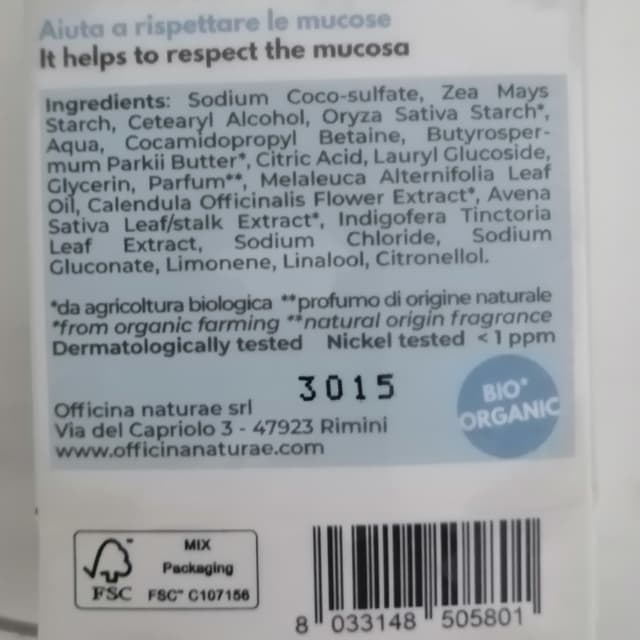 Aiuta a rispettare le mucose
It helps to respect the mucosa
Ingredients: Sodium Coco-sulfate, Zea Mays
Starch, Cetearyl Alcohol, Oryza Sativa Starch*,
Aqua, Cocamidopropyl Betaine, Butyrosper-
mum Parkii Butter*, Citric Acid, Lauryl Glucoside,
Glycerin, Parfum**, Melaleuca Alternifolia Leaf
Oil, Calendula Officinalis Flower Extract*, Avena
Sativa Leaf/stalk Extract*, Indigofera Tinctoria
Leaf Extract, Sodium Chloride, Sodium
Gluconate, Limonene, Linalool, Citronellol.
*da agricoltura biologica **profumo di origine naturale
*from organic farming **natural origin fragrance
Dermatologically tested Nickel tested < 1 ppm
3015
Officina naturae srl
Via del Capriolo 3 - 47923 Rimini
www.officinanaturae.com
BIO*
ORGANIC
MIX
Packaging
FSC™ C107156
FSC
8 033148 505801